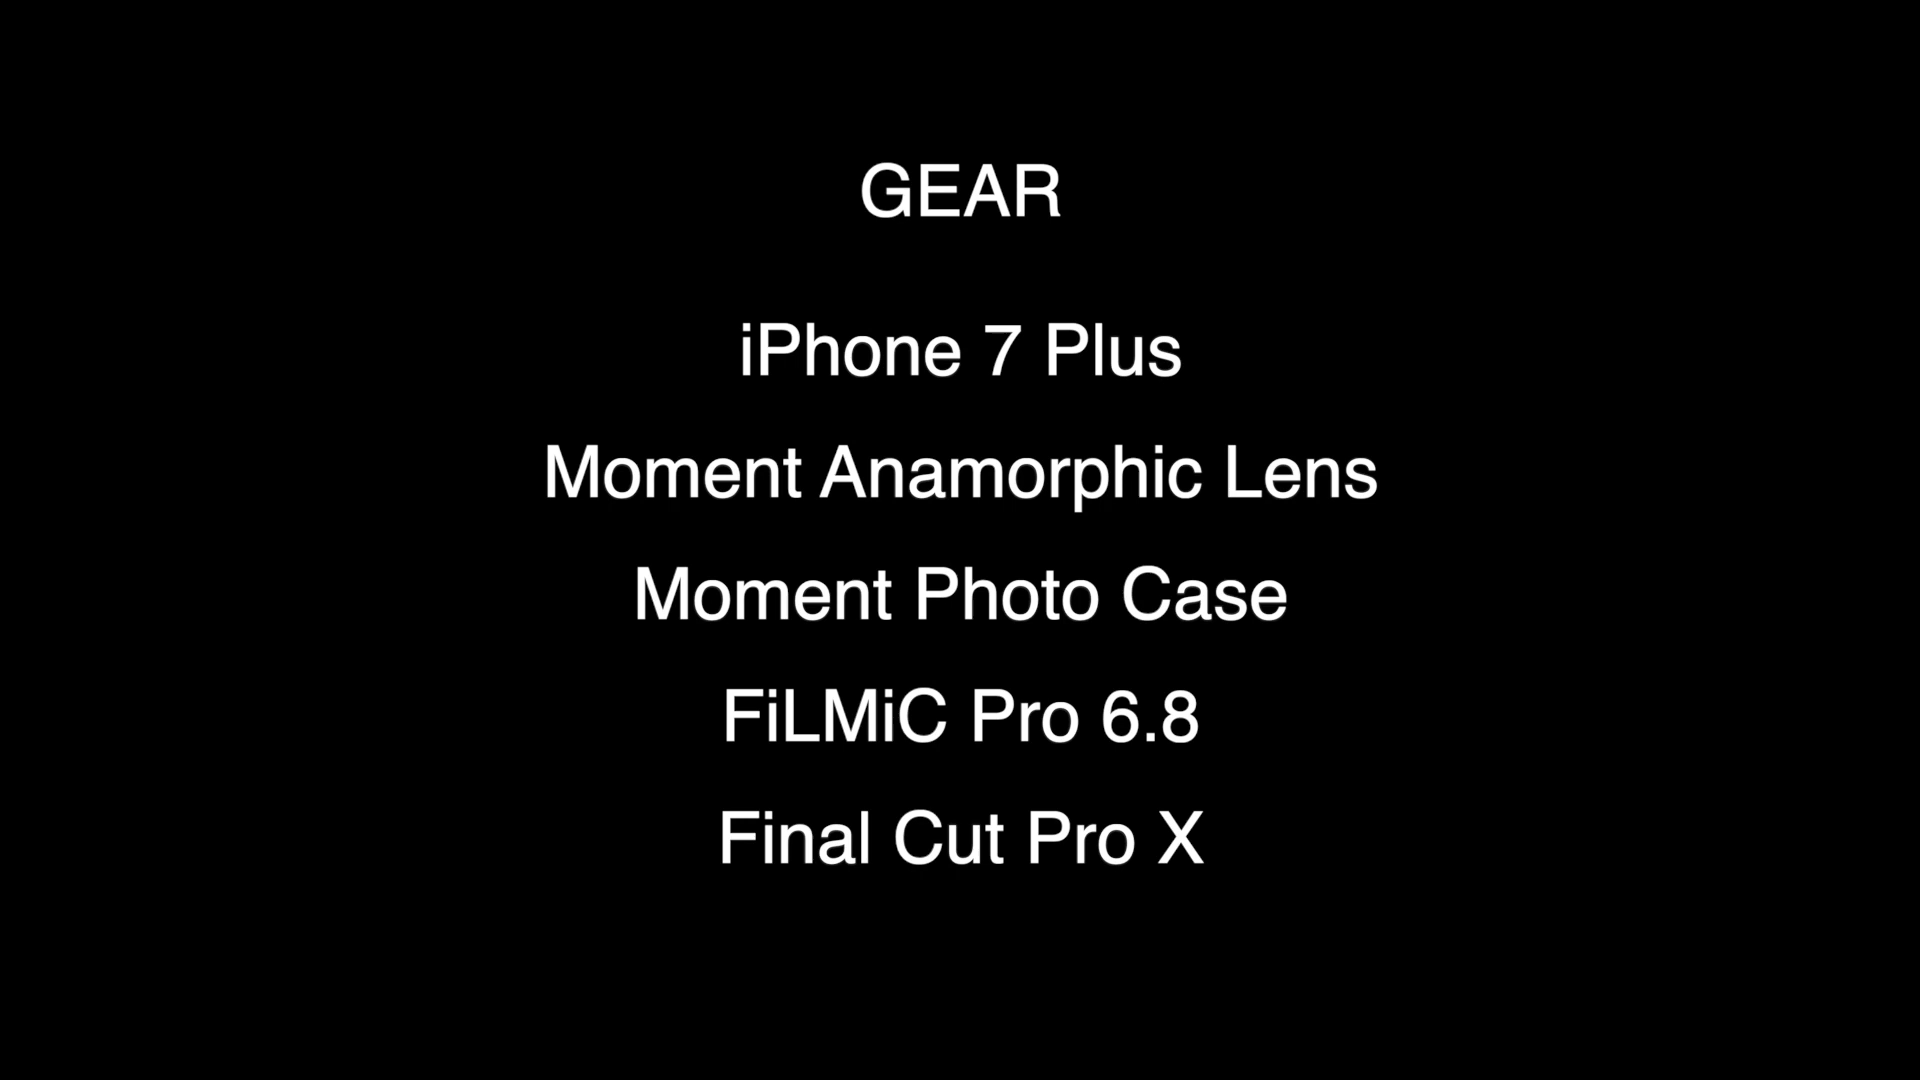 GEAR
iPhone 7 Plus
Moment Anamorphic Lens
Moment Photo Case
FiLMiC Pro 6.8
Final Cut Pro X